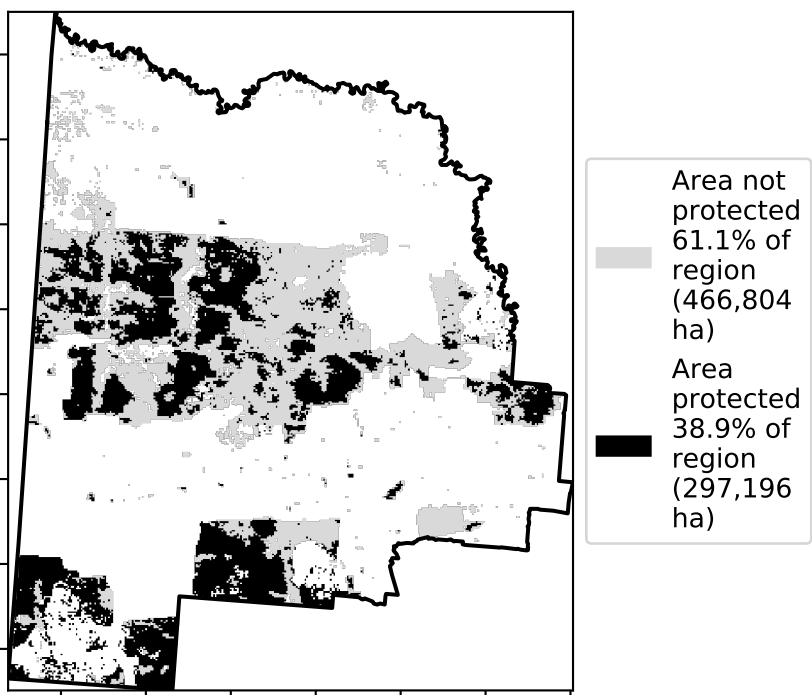 Area not
protected
61.1% of
region
(466,804
ha)
Area
protected
38.9% of
region
(297,196
ha)